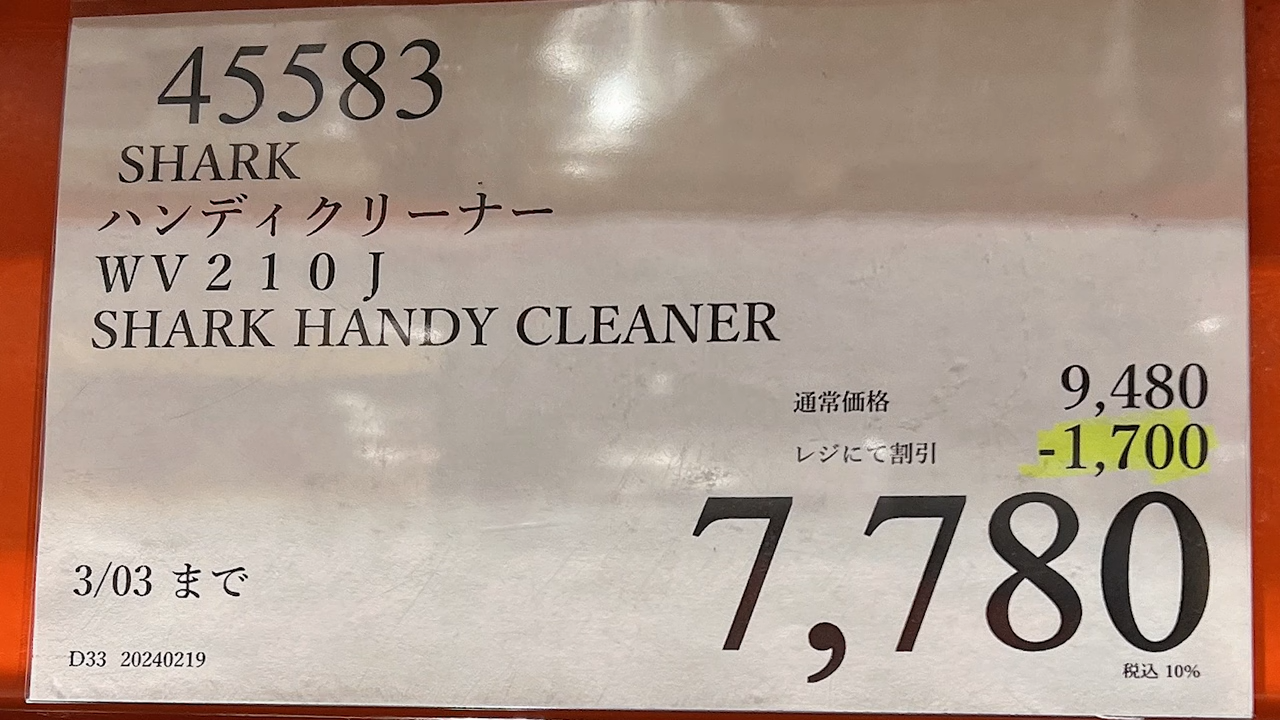 45583
SHARK
ハンディクリーナー
ＷＶ２１０Ｊ
SHARK HANDY CLEANER
通常価格 9,480
レジにて割引 -1,700
7,780
3/03 まで
D33 20240219
税込 10%